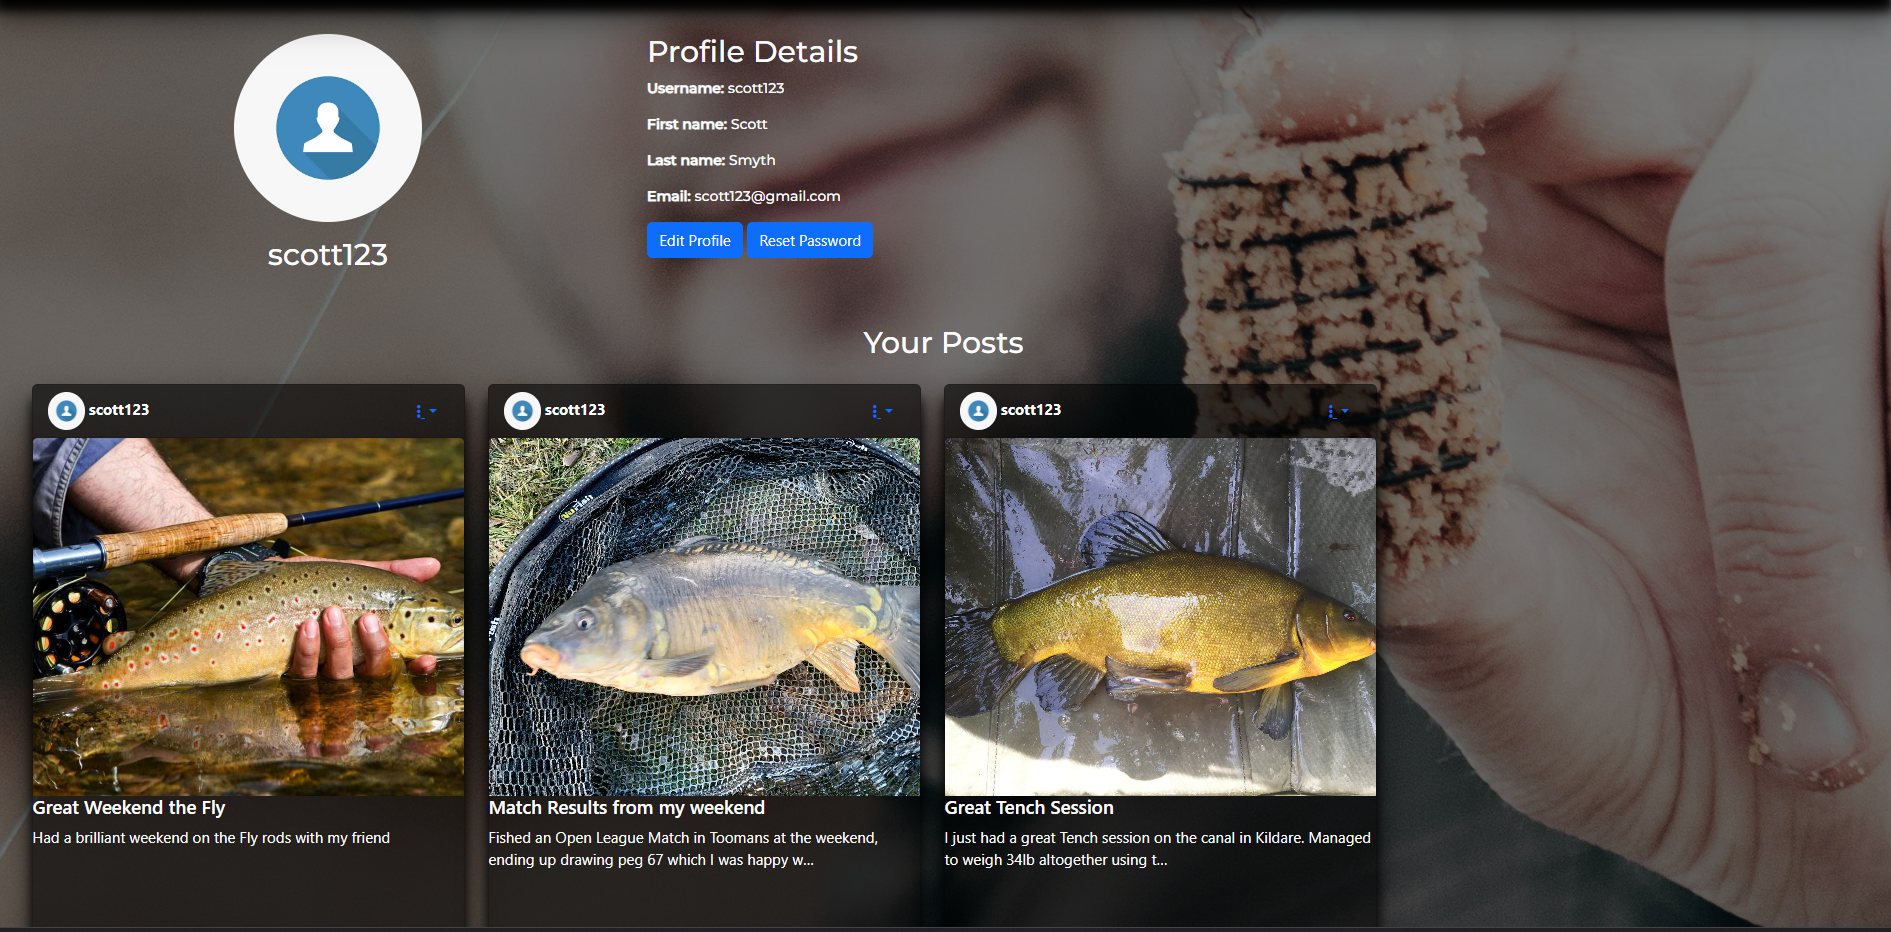 Profile Details
Username: scott123
First name: Scott
Last name: Smyth
Email: scott123@gmail.com
Edit Profile
Reset Password
scott123
Your Posts
scott123
Great Weekend the Fly
Had a brilliant weekend on the Fly rods with my friend
scott123
NuFish
Match Results from my weekend
Fished an Open League Match in Toomans at the weekend,
ending up drawing peg 67 which I was happy w...
scott123
Great Tench Session
I just had a great Tench session on the canal in Kildare. Managed
to weigh 34lb altogether using t...